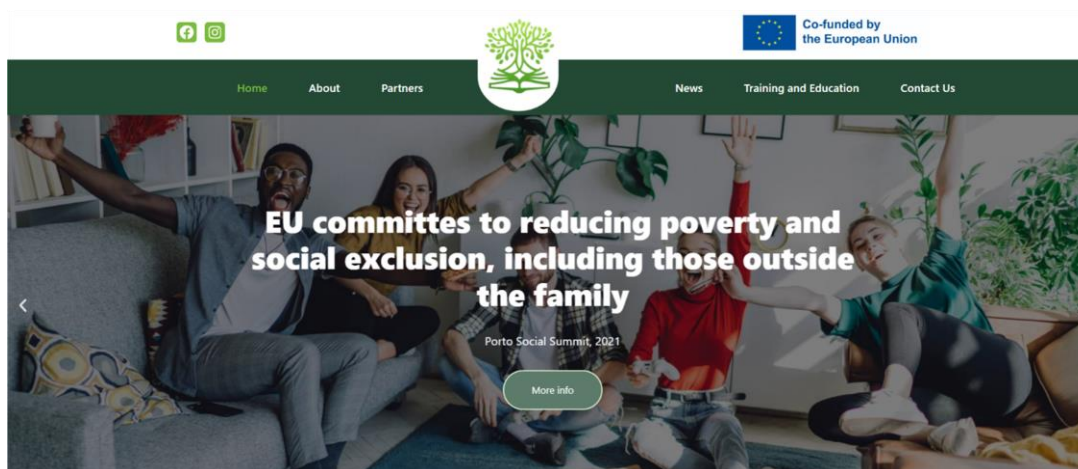 Co-funded by
the European Union
Home About Partners News Training and Education Contact Us
EU committes to reducing poverty and
social exclusion, including those outside
the family
Porto Social Summit, 2021
More info